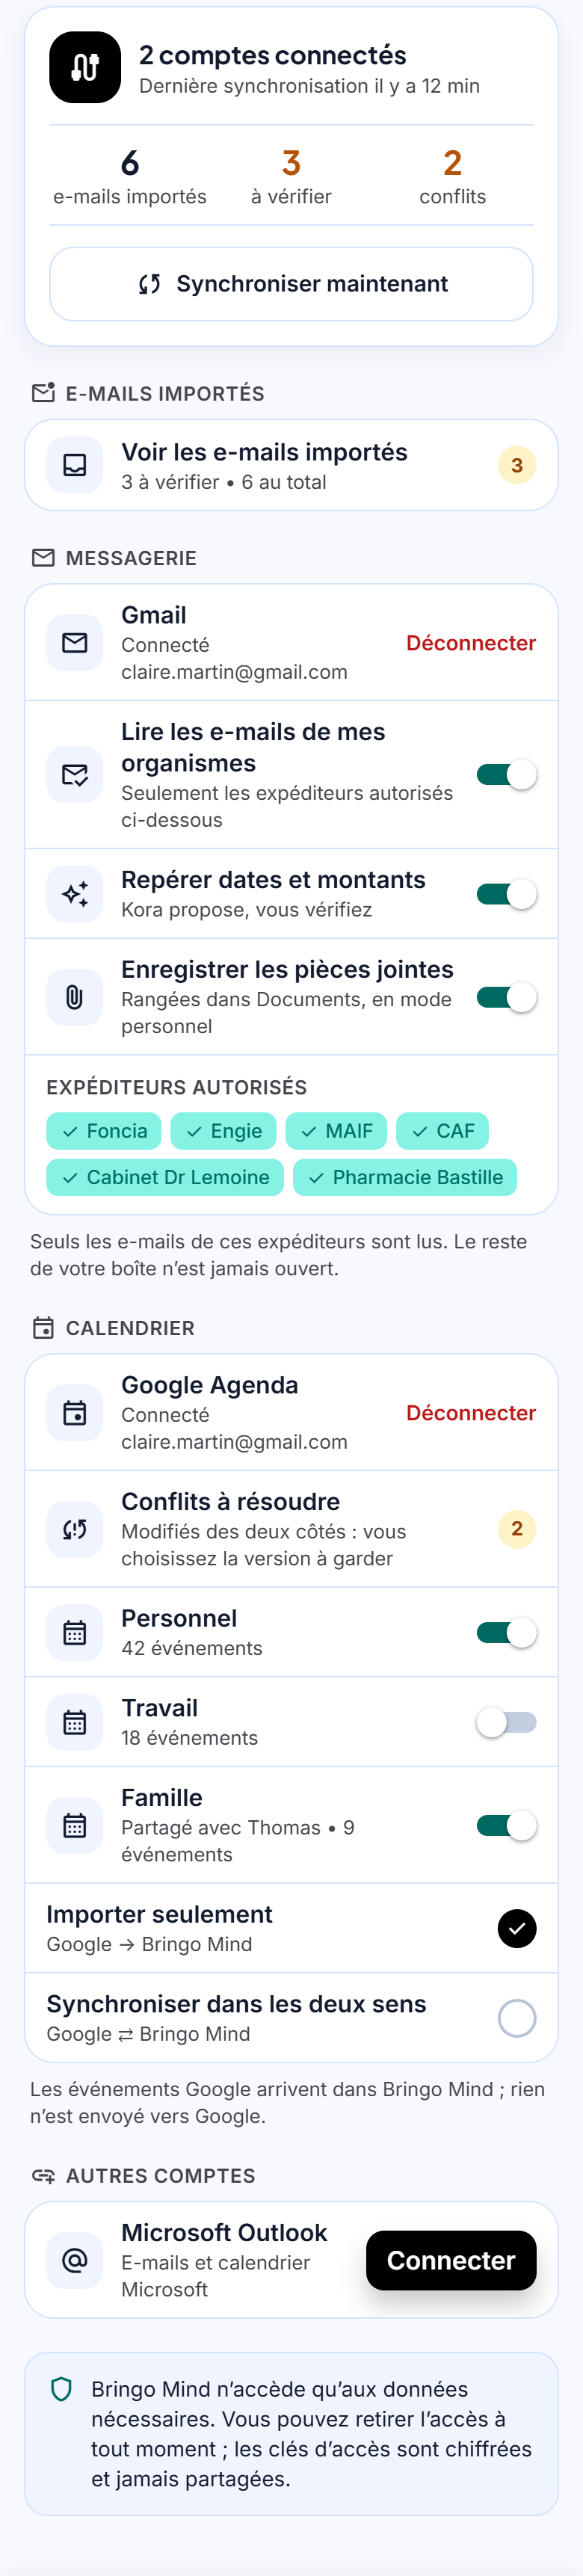 2 comptes connectés
Dernière synchronisation il y a 12 min
6
e-mails importés
3
à vérifier
2
conflits
Synchroniser maintenant
E-MAILS IMPORTÉS
Voir les e-mails importés
3 à vérifier • 6 au total
3
MESSAGERIE
Gmail
Connecté
claire.martin@gmail.com
Déconnecter
Lire les e-mails de mes
organismes
Seulement les expéditeurs autorisés
ci-dessous
Repérer dates et montants
Kora propose, vous vérifiez
Enregistrer les pièces jointes
Rangées dans Documents, en mode
personnel
EXPÉDITEURS AUTORISÉS
Foncia
Engie
MAIF
CAF
Cabinet Dr Lemoine
Pharmacie Bastille
Seuls les e-mails de ces expéditeurs sont lus. Le reste
de votre boîte n’est jamais ouvert.
CALENDRIER
Google Agenda
Connecté
claire.martin@gmail.com
Déconnecter
Conflits à résoudre
Modifiés des deux côtés : vous
choisissez la version à garder
2
Personnel
42 événements
Travail
18 événements
Famille
Partagé avec Thomas • 9
événements
Importer seulement
Google → Bringo Mind
Synchroniser dans les deux sens
Google ⇄ Bringo Mind
Les événements Google arrivent dans Bringo Mind ; rien
n’est envoyé vers Google.
AUTRES COMPTES
Microsoft Outlook
E-mails et calendrier
Microsoft
Connecter
Bringo Mind n’accède qu’aux données
nécessaires. Vous pouvez retirer l’accès à
tout moment ; les clés d’accès sont chiffrées
et jamais partagées.